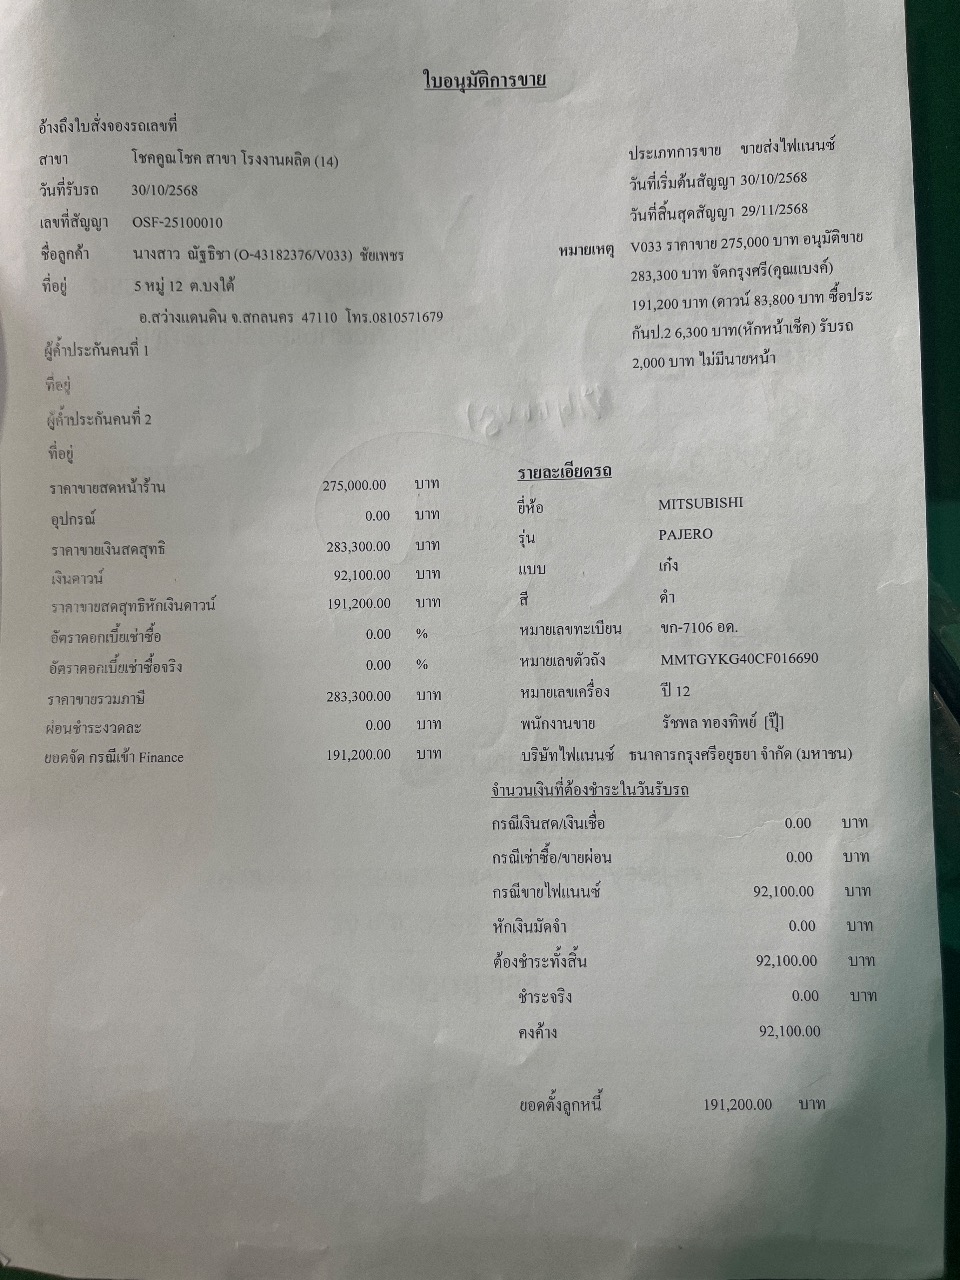 ใบอนุมัติการขาย
อ้างถึงใบสั่งจองรถเลขที่
สาขา โชคคูณโชค สาขา โรงงานผลิต (14)
วันที่รับรถ 30/10/2568
เลขที่สัญญา OSF-25100010
ชื่อลูกค้า นางสาว ณัฐธิชา (O-43182376/V033) ชัยเพชร
ที่อยู่ 5 หมู่ 12 ต.บงใต้
อ.สว่างแดนดิน จ.สกลนคร 47110 โทร.0810571679
ผู้ค้ำประกันคนที่ 1
ที่อยู่
ผู้ค้ำประกันคนที่ 2
ที่อยู่
ประเภทการขาย ขายส่งไฟแนนซ์
วันที่เริ่มต้นสัญญา 30/10/2568
วันที่สิ้นสุดสัญญา 29/11/2568
หมายเหตุ V033 ราคาขาย 275,000 บาท อนุมัติขาย
283,300 บาท จัดกรุงศรี(คุณแบงค์)
191,200 บาท (ดาวน์ 83,800 บาท ซื้อประ
กันป.2 6,300 บาท(หักหน้าเช็ค) รับรถ
2,000 บาท ไม่มีนายหน้า
ราคาขายสดหน้าร้าน 275,000.00 บาท
อุปกรณ์ 0.00 บาท
ราคาขายเงินสดสุทธิ 283,300.00 บาท
เงินดาวน์ 92,100.00 บาท
ราคาขายสดสุทธิหักเงินดาวน์ 191,200.00 บาท
อัตราดอกเบี้ยเช่าซื้อ 0.00 %
อัตราดอกเบี้ยเช่าซื้อจริง 0.00 %
ราคาขายรวมภาษี 283,300.00 บาท
ผ่อนชำระงวดละ 0.00 บาท
ยอดจัด กรณีเข้า Finance 191,200.00 บาท
รายละเอียดรถ
ยี่ห้อ MITSUBISHI
รุ่น PAJERO
แบบ เก๋ง
สี ดำ
หมายเลขทะเบียน ขก-7106 อด.
หมายเลขตัวถัง MMTGYKG40CF016690
หมายเลขเครื่อง ปี 12
พนักงานขาย รัชพล ทองทิพย์ [ปุ๊]
บริษัทไฟแนนซ์ ธนาคารกรุงศรีอยุธยา จำกัด (มหาชน)
จำนวนเงินที่ต้องชำระในวันรับรถ
กรณีเงินสด/เงินเชื่อ 0.00 บาท
กรณีเช่าซื้อ/ขายผ่อน 0.00 บาท
กรณีขายไฟแนนซ์ 92,100.00 บาท
หักเงินมัดจำ 0.00 บาท
ต้องชำระทั้งสิ้น 92,100.00 บาท
ชำระจริง 0.00 บาท
คงค้าง 92,100.00
ยอดตั้งลูกหนี้ 191,200.00 บาท